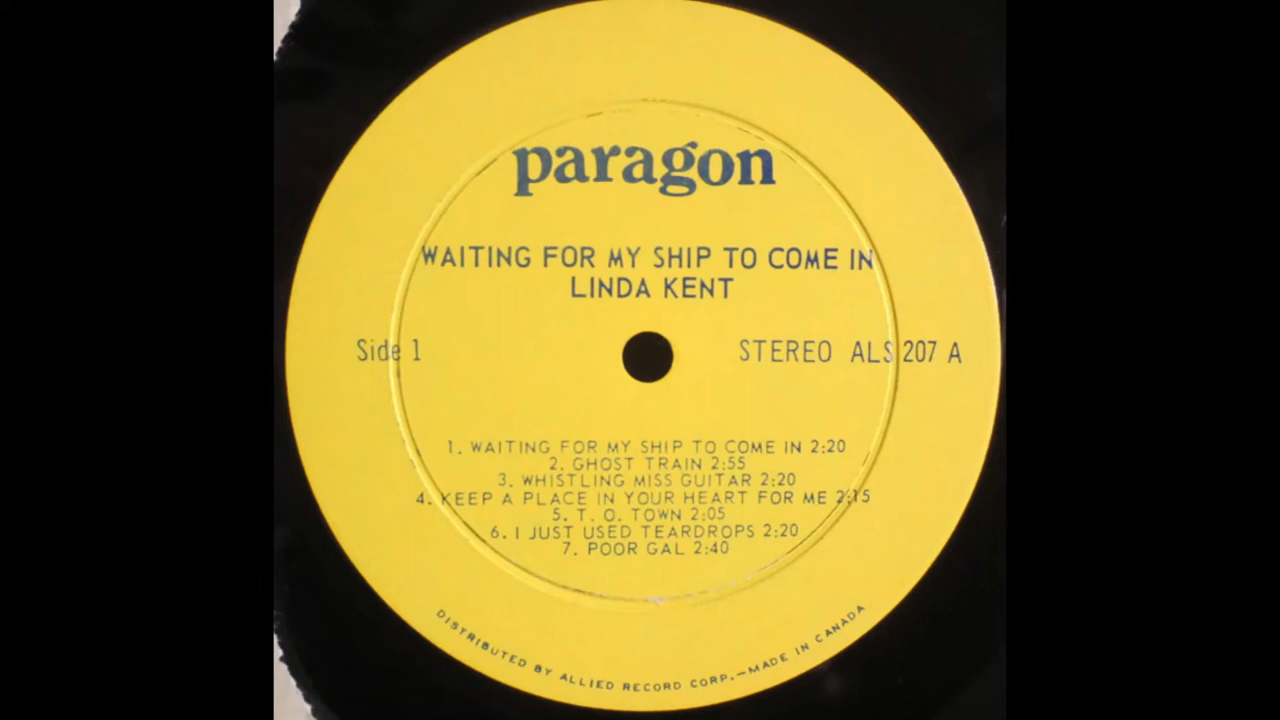 paragon
WAITING FOR MY SHIP TO COME IN
LINDA KENT
Side 1
STEREO ALS 207 A
1. WAITING FOR MY SHIP TO COME IN 2:20
2. GHOST TRAIN 2:55
3. WHISTLING MISS GUITAR 2:20
4. KEEP A PLACE IN YOUR HEART FOR ME 2:15
5. T. O. TOWN 2:05
6. I JUST USED TEARDROPS 2:20
7. POOR GAL 2:40
DISTRIBUTED BY ALLIED RECORD CORP.—MADE IN CANADA